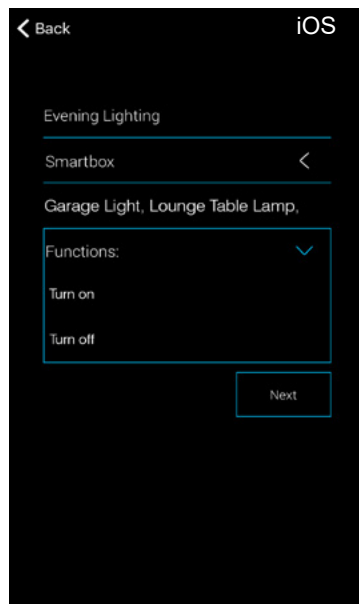 Back
iOS
Evening Lighting
Smartbox
Garage Light, Lounge Table Lamp,
Functions:
Turn on
Turn off
Next